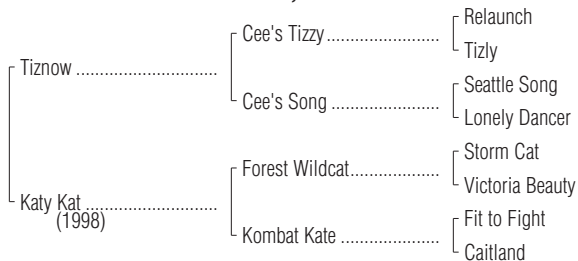 Relaunch
Cee's Tizzy
Tizly
Tiznow
Seattle Song
Cee's Song
Lonely Dancer
Storm Cat
Forest Wildcat
Victoria Beauty
Katy Kat
(1998)
Fit to Fight
Kombat Kate
Caitland